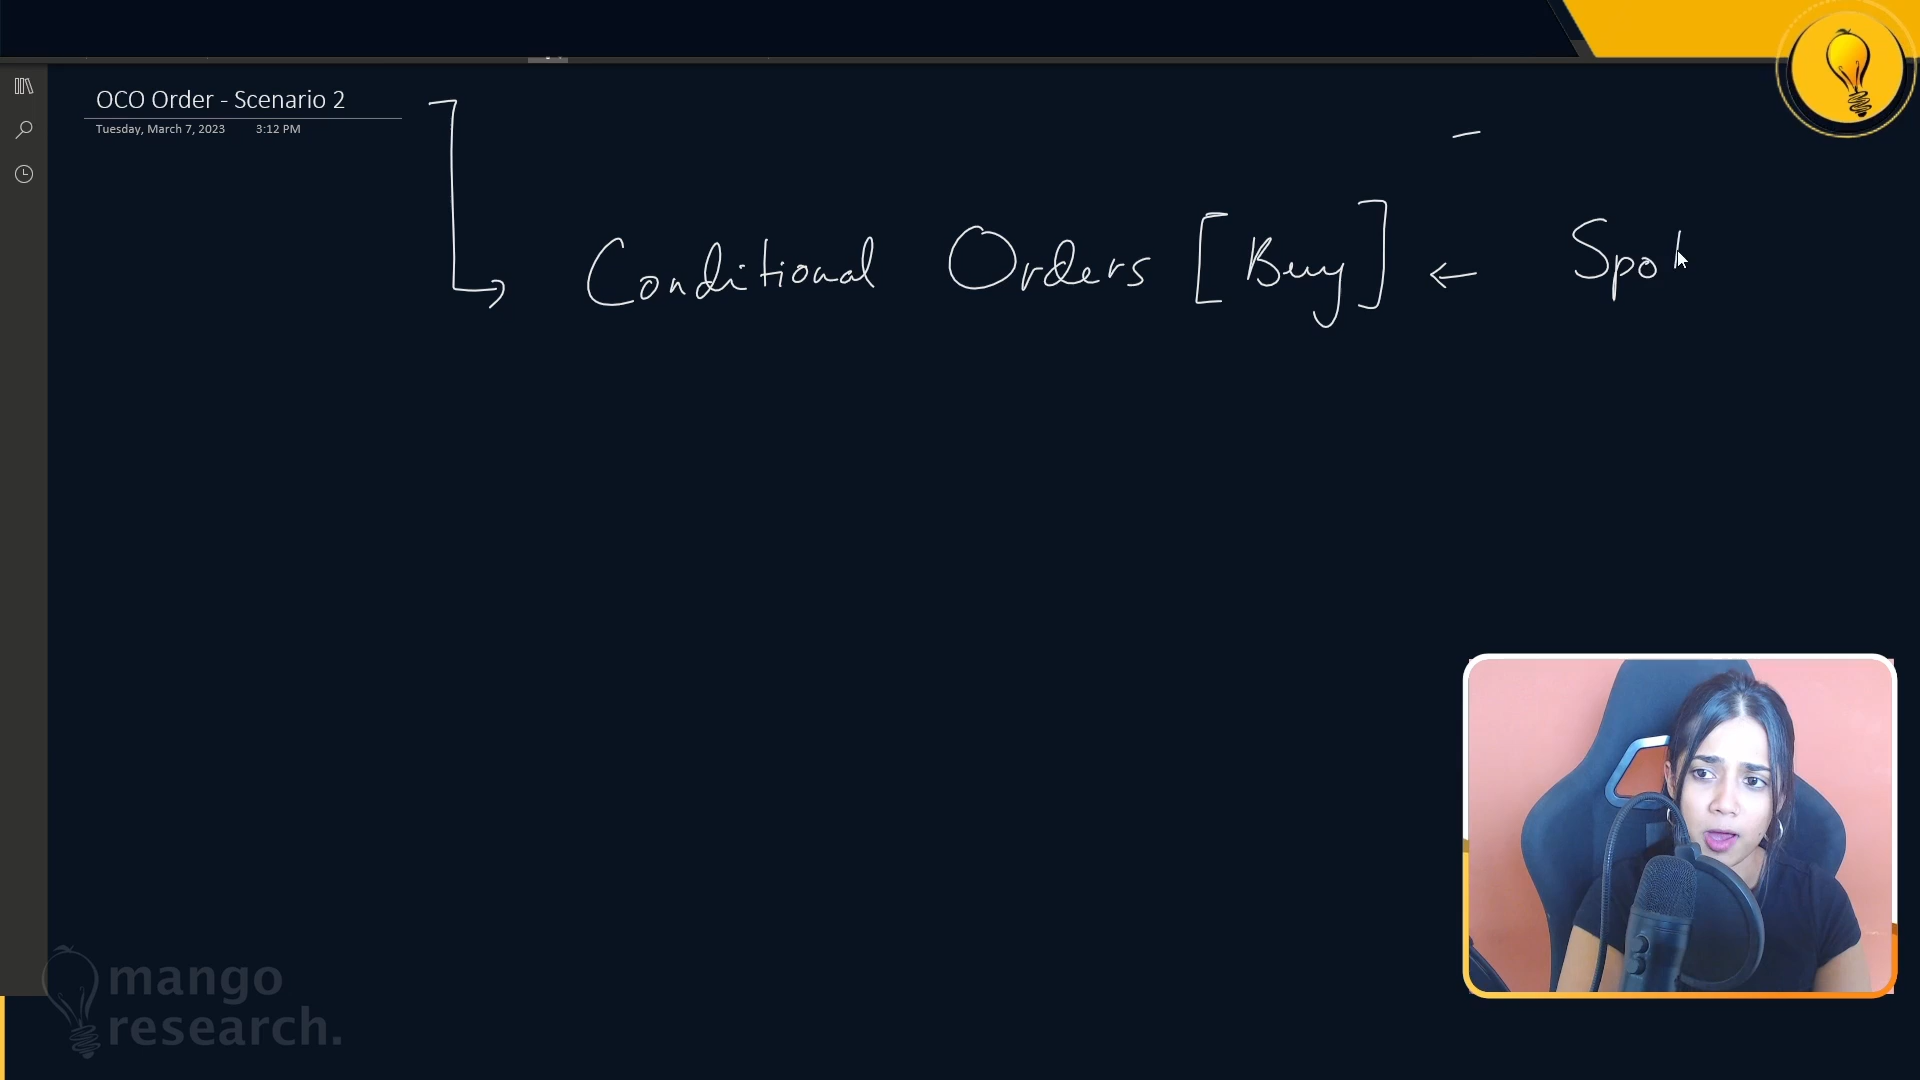 OCO Order - Scenario 2
Tuesday, March 7, 2023 3:12 PM
Conditional Orders [Buy] ← Spot
mango
research.